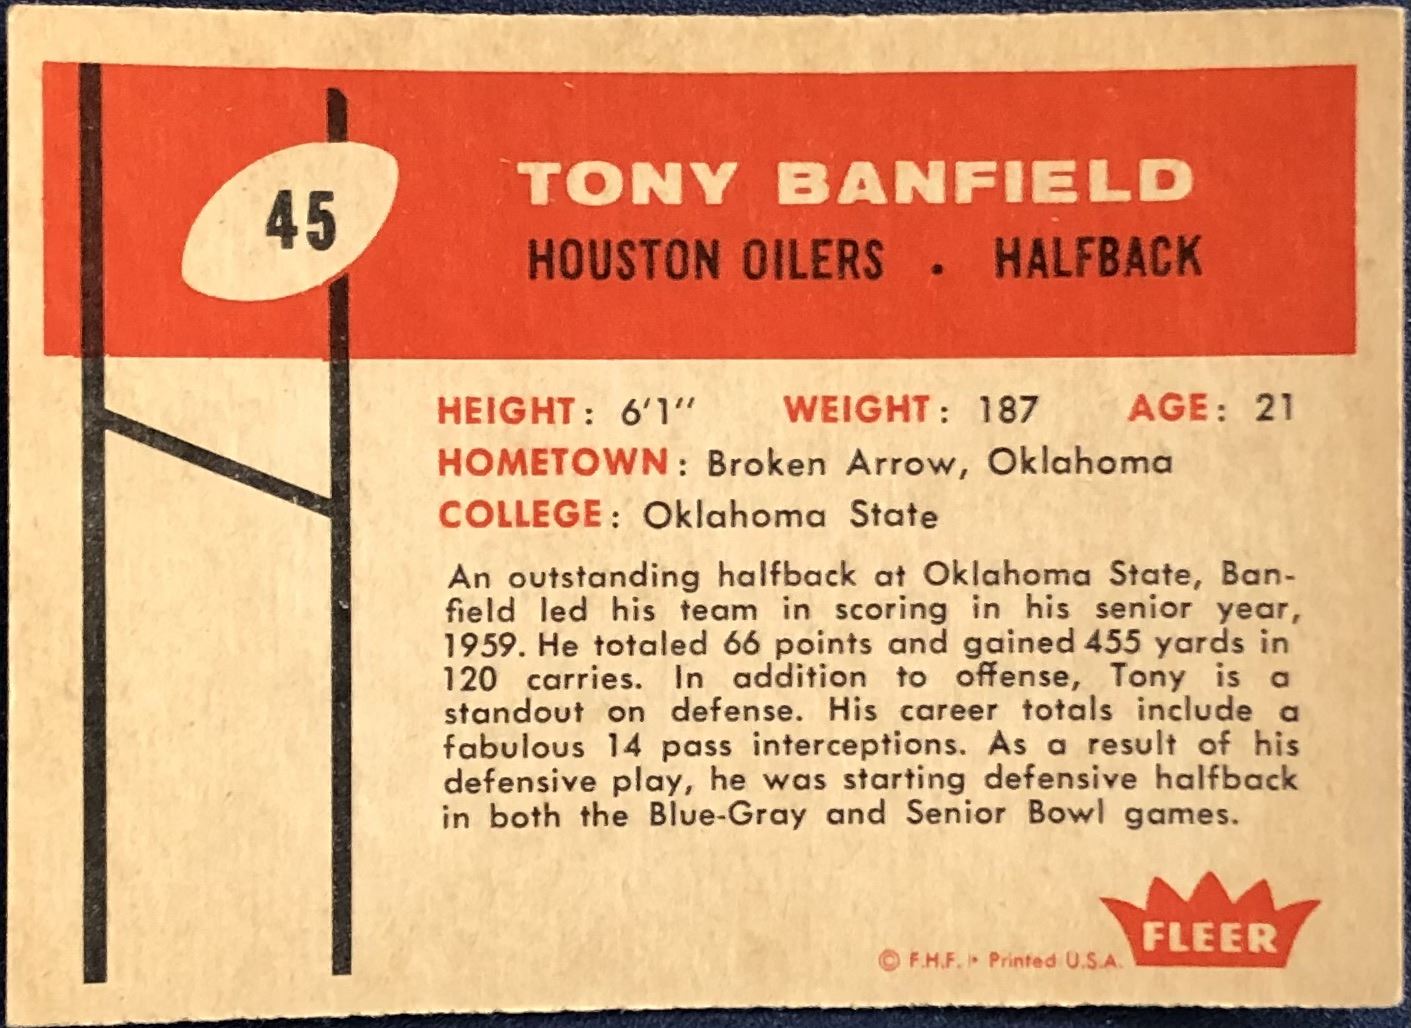 45
TONY BANFIELD
HOUSTON OILERS . HALFBACK
HEIGHT: 6'1" WEIGHT: 187 AGE: 21
HOMETOWN: Broken Arrow, Oklahoma
COLLEGE: Oklahoma State
An outstanding halfback at Oklahoma State, Ban-
field led his team in scoring in his senior year,
1959. He totaled 66 points and gained 455 yards in
120 carries. In addition to offense, Tony is a
standout on defense. His career totals include a
fabulous 14 pass interceptions. As a result of his
defensive play, he was starting defensive halfback
in both the Blue-Gray and Senior Bowl games.
FLEER
© F.H.F. • Printed U.S.A.